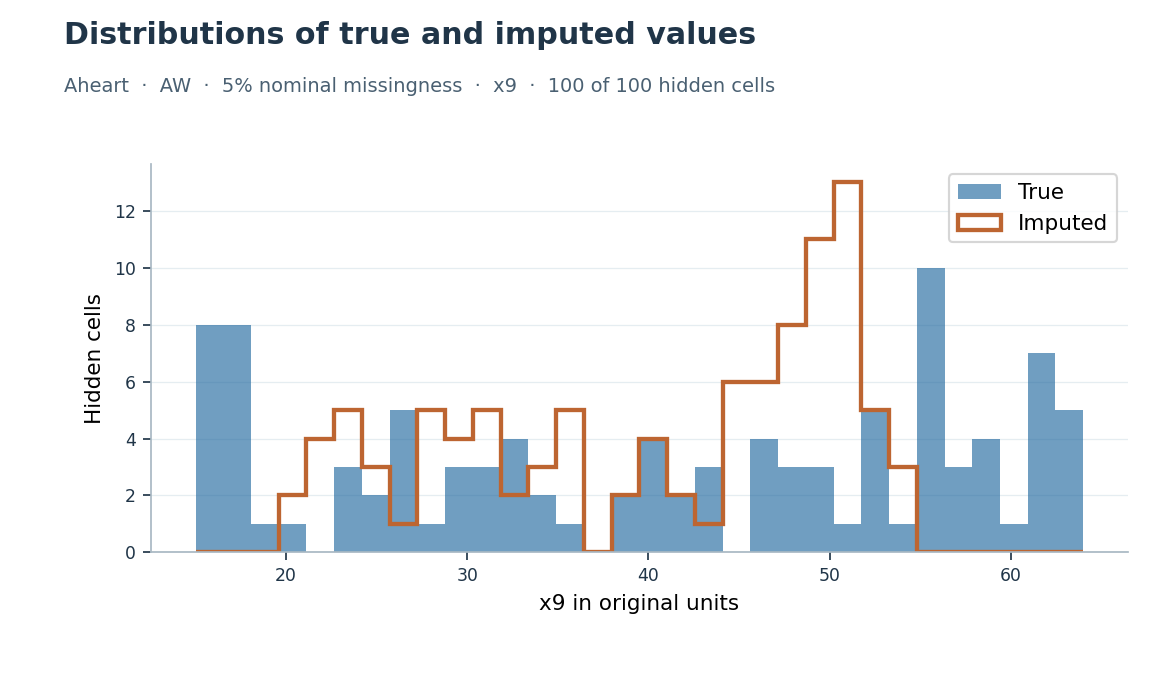 Distributions of true and imputed values
Aheart · AW · 5% nominal missingness · x9 · 100 of 100 hidden cells
True
Imputed
Hidden cells
12
10
8
6
4
2
0
20 30 40 50 60
x9 in original units